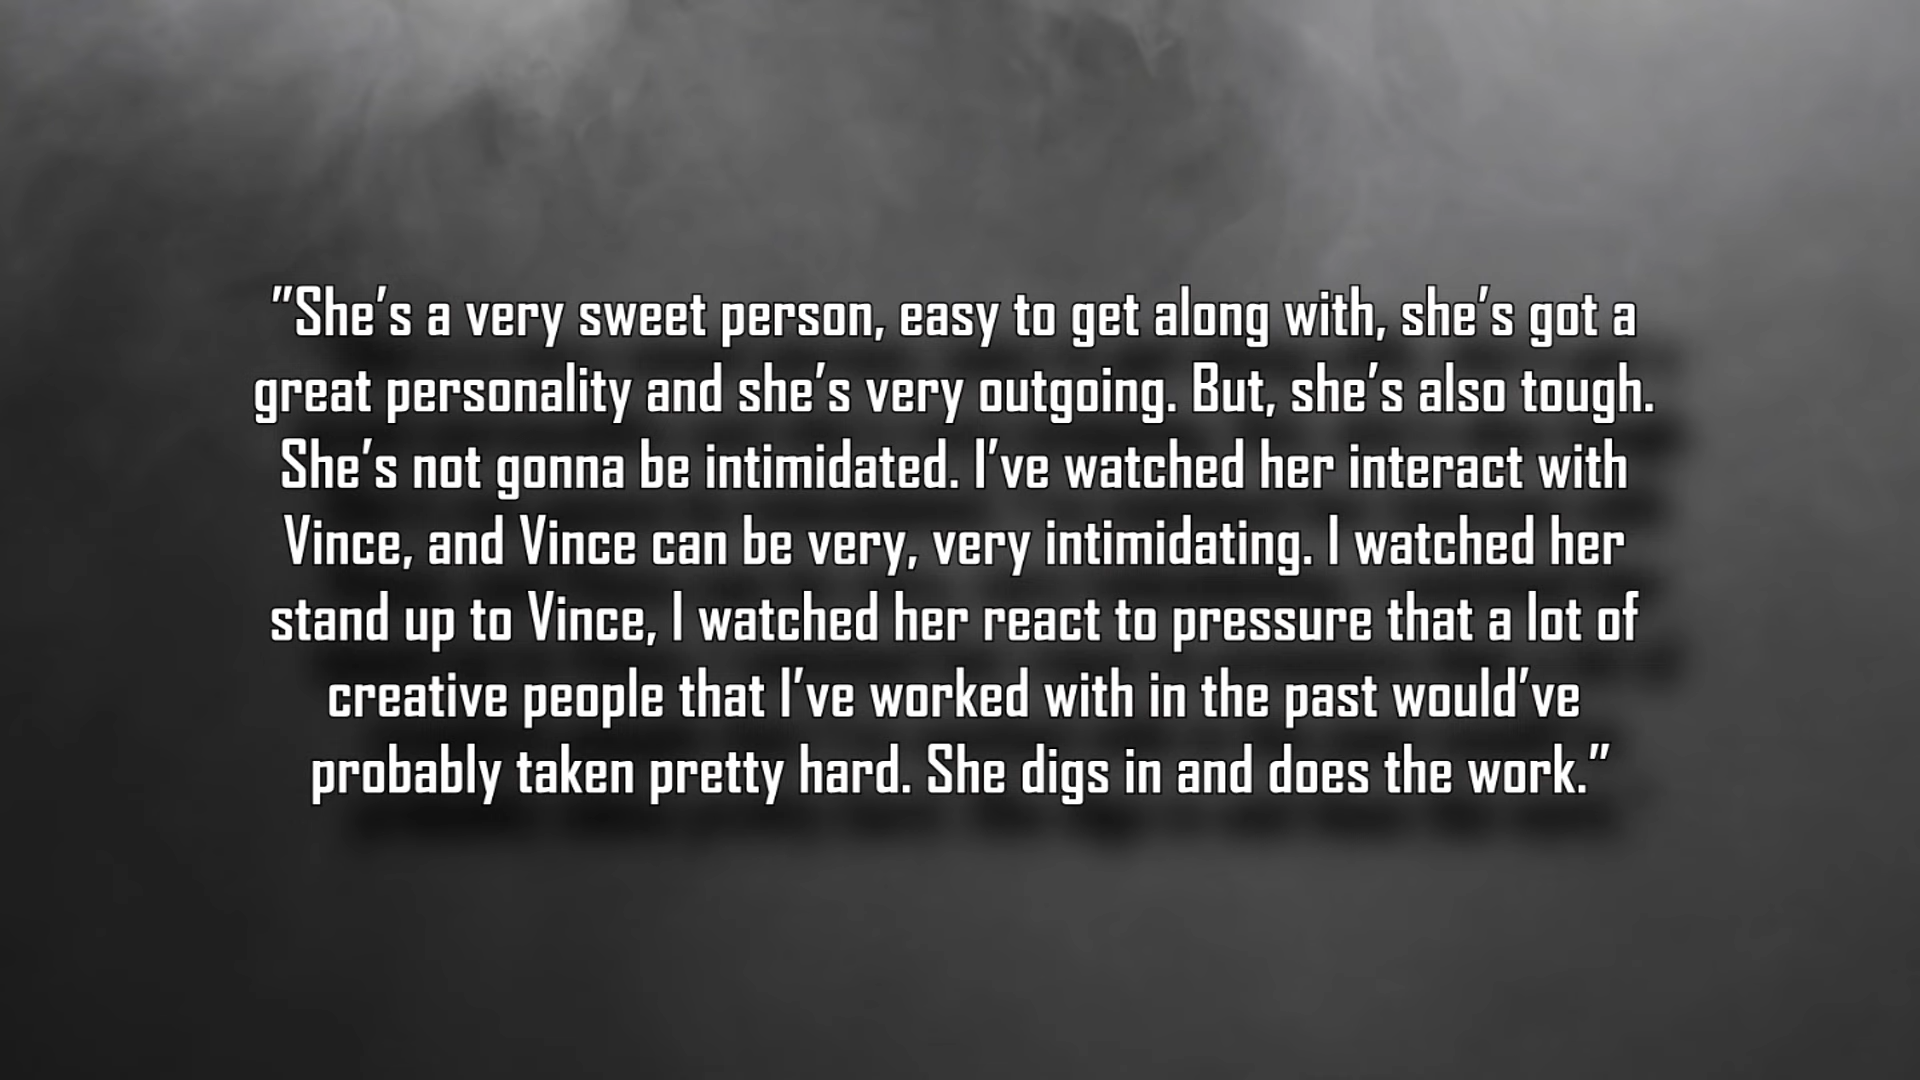 "She's a very sweet person, easy to get along with, she's got a
great personality and she's very outgoing. But, she's also tough.
She's not gonna be intimidated. I've watched her interact with
Vince, and Vince can be very, very intimidating. I watched her
stand up to Vince, I watched her react to pressure that a lot of
creative people that I've worked with in the past would've
probably taken pretty hard. She digs in and does the work."